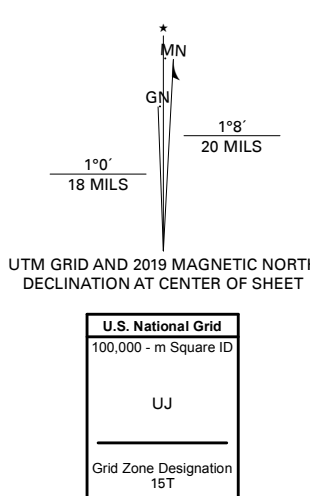 ★
MN
GN
1°8´
20 MILS
1°0´
18 MILS
UTM GRID AND 2019 MAGNETIC NORTH
DECLINATION AT CENTER OF SHEET
U.S. National Grid
100,000 - m Square ID
UJ
Grid Zone Designation
15T